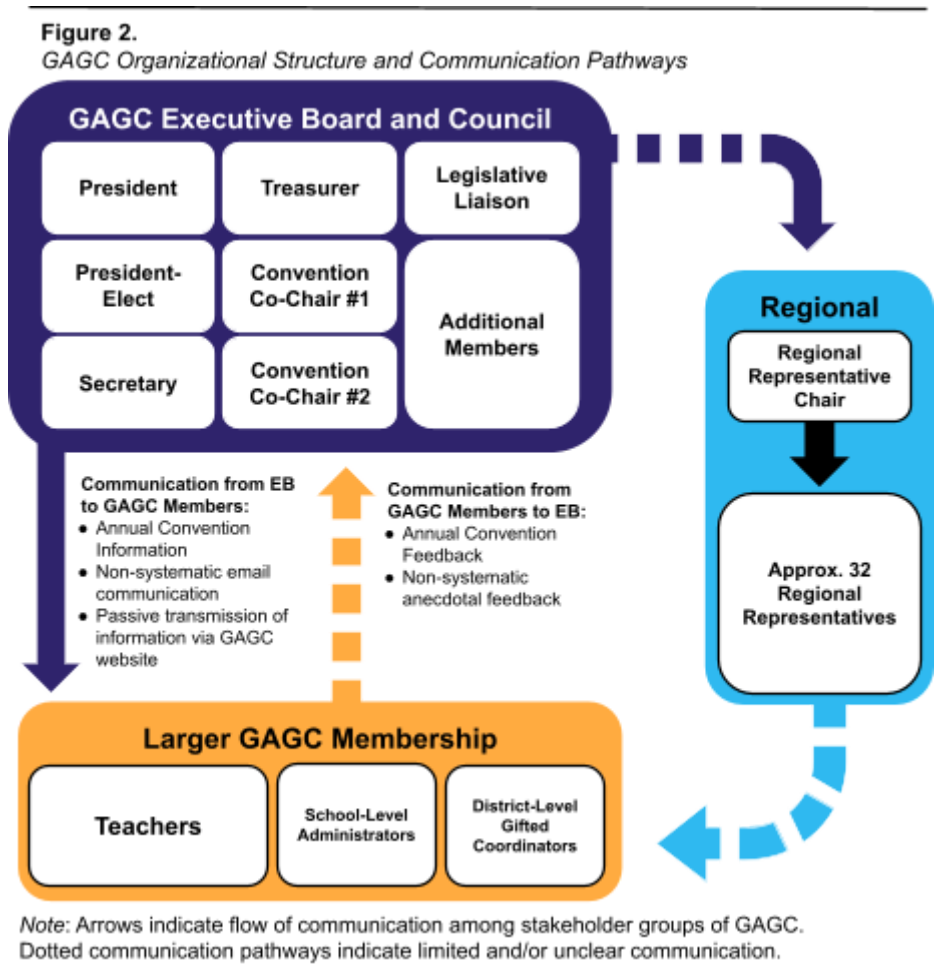 Figure 2.
GAGC Organizational Structure and Communication Pathways
GAGC Executive Board and Council
President
Treasurer
Legislative
Liaison
President-
Elect
Convention
Co-Chair #1
Additional
Members
Secretary
Convention
Co-Chair #2
Regional
Regional
Representative
Chair
Approx. 32
Regional
Representatives
Communication from EB
to GAGC Members:
● Annual Convention
Information
● Non-systematic email
communication
● Passive transmission of
information via GAGC
website
Communication from
GAGC Members to EB:
● Annual Convention
Feedback
● Non-systematic
anecdotal feedback
Larger GAGC Membership
Teachers
School-Level
Administrators
District-Level
Gifted
Coordinators
Note: Arrows indicate flow of communication among stakeholder groups of GAGC.
Dotted communication pathways indicate limited and/or unclear communication.